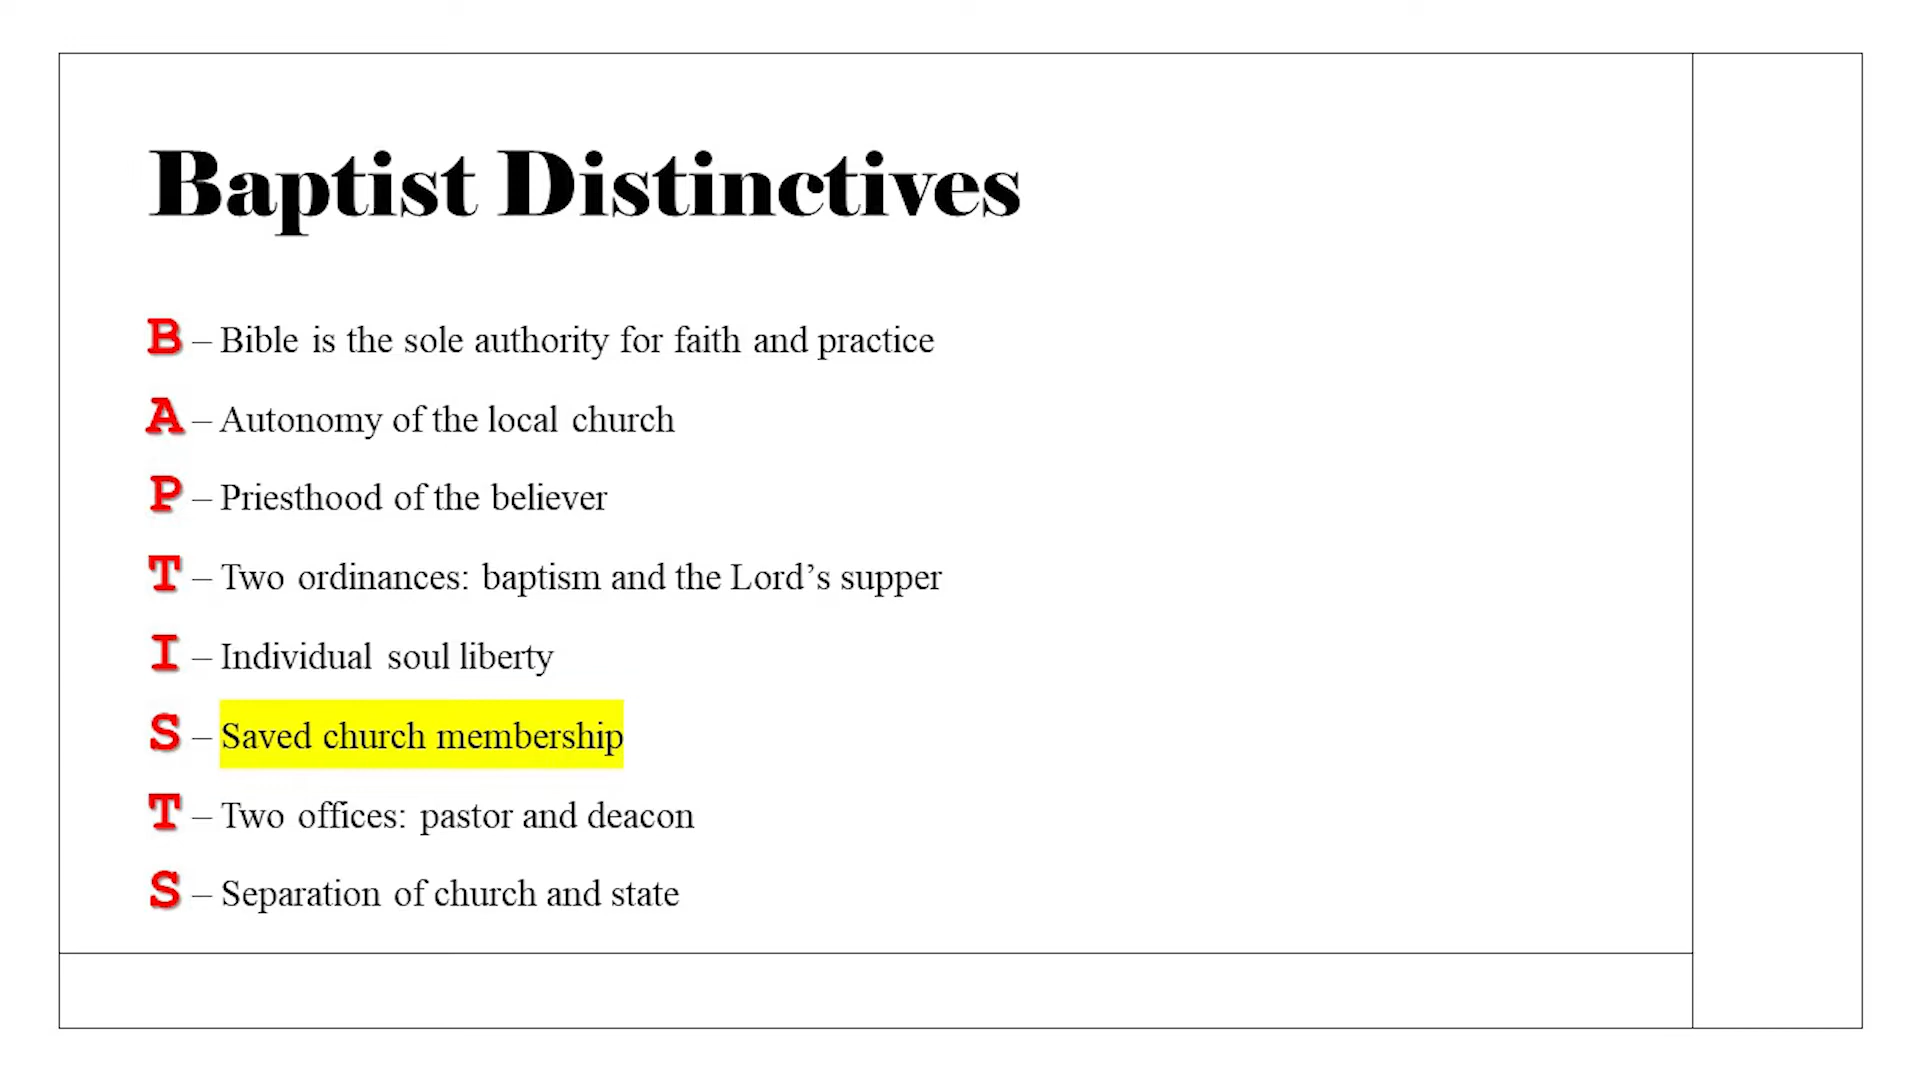 Baptist Distinctives
B – Bible is the sole authority for faith and practice
A – Autonomy of the local church
P – Priesthood of the believer
T – Two ordinances: baptism and the Lord’s supper
I – Individual soul liberty
S – Saved church membership
T – Two offices: pastor and deacon
S – Separation of church and state